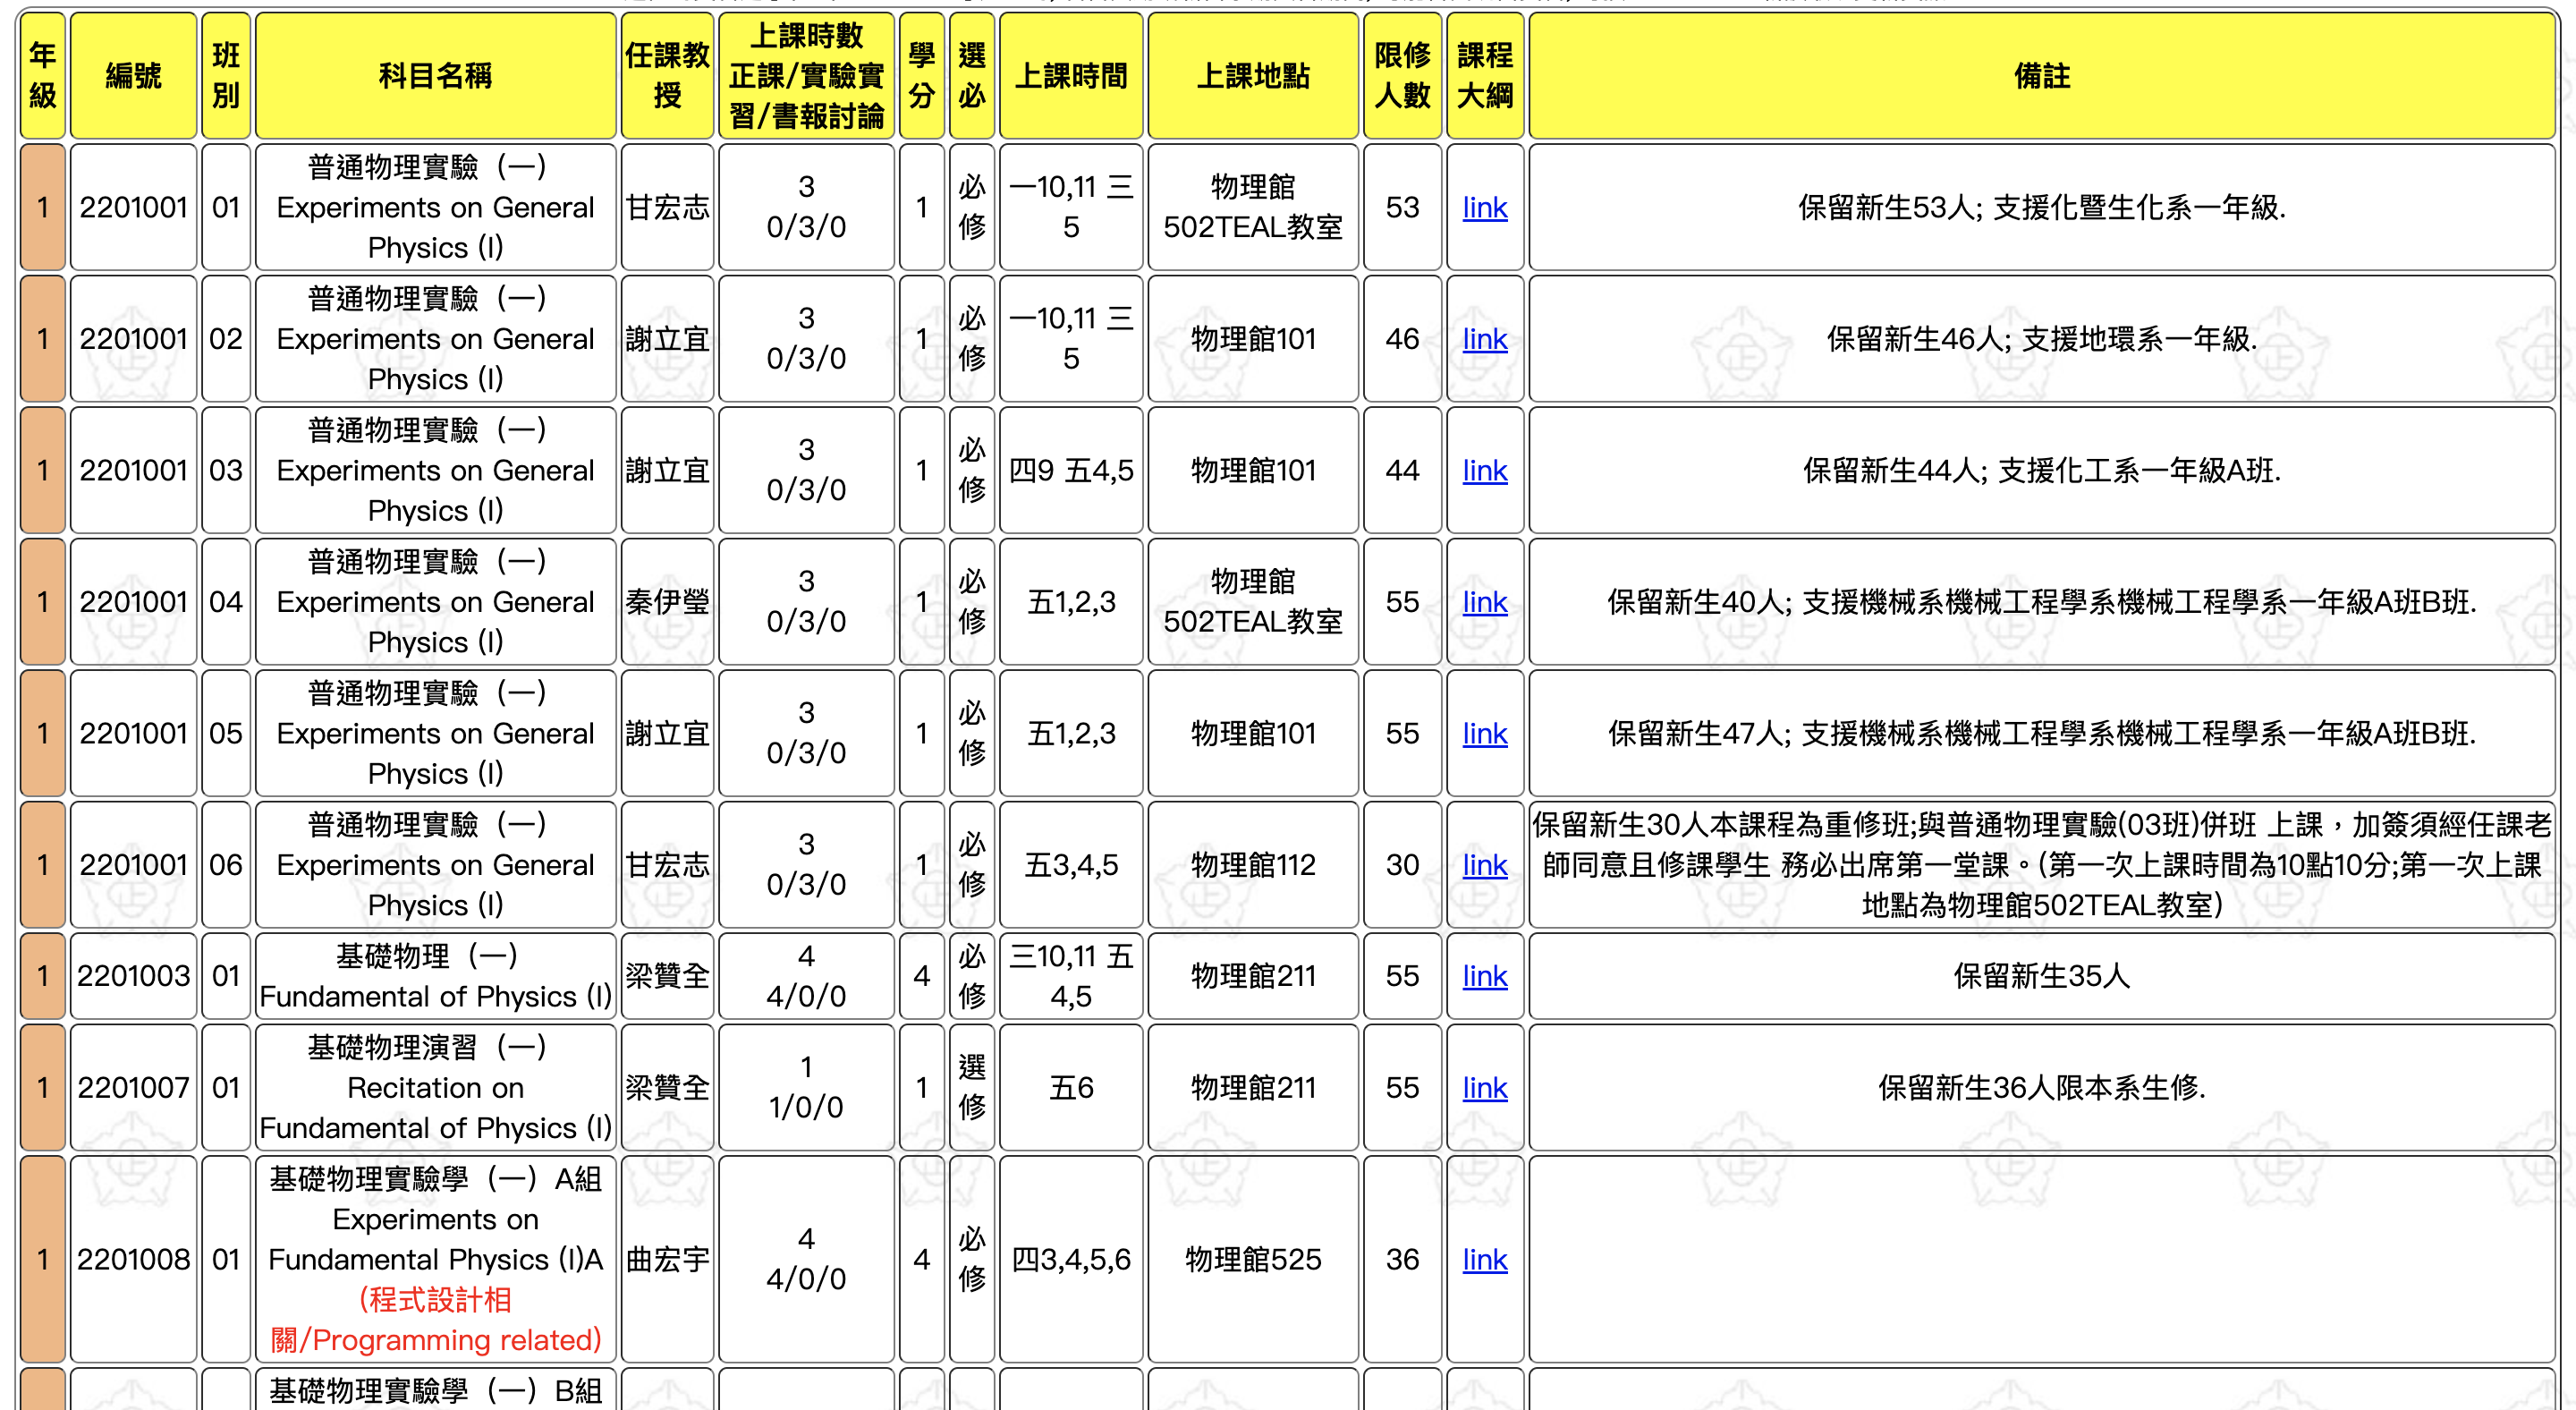 年級
編號
班別
科目名稱
任課教授
上課時數
正課/實驗實習/書報討論
學分
選必
上課時間
上課地點
限修人數
課程大綱
備註
1
2201001
01
普通物理實驗（一）
Experiments on General
Physics (I)
甘宏志
3
0/3/0
1
必修
一10,11 三
5
物理館
502TEAL教室
53
link
保留新生53人; 支援化暨生化系一年級.
1
2201001
02
普通物理實驗（一）
Experiments on General
Physics (I)
謝立宜
3
0/3/0
1
必修
一10,11 三
5
物理館101
46
link
保留新生46人; 支援地環系一年級.
1
2201001
03
普通物理實驗（一）
Experiments on General
Physics (I)
謝立宜
3
0/3/0
1
必修
四9 五4,5
物理館101
44
link
保留新生44人; 支援化工系一年級A班.
1
2201001
04
普通物理實驗（一）
Experiments on General
Physics (I)
秦伊瑩
3
0/3/0
1
必修
五1,2,3
物理館
502TEAL教室
55
link
保留新生40人; 支援機械系機械工程學系機械工程學系一年級A班B班.
1
2201001
05
普通物理實驗（一）
Experiments on General
Physics (I)
謝立宜
3
0/3/0
1
必修
五1,2,3
物理館101
55
link
保留新生47人; 支援機械系機械工程學系機械工程學系一年級A班B班.
1
2201001
06
普通物理實驗（一）
Experiments on General
Physics (I)
甘宏志
3
0/3/0
1
必修
五3,4,5
物理館112
30
link
保留新生30人本課程為重修班;與普通物理實驗(03班)併班 上課，加簽須經任課老
師同意且修課學生 務必出席第一堂課。(第一次上課時間為10點10分;第一次上課
地點為物理館502TEAL教室)
1
2201003
01
基礎物理（一）
Fundamental of Physics (I)
梁贊全
4
4/0/0
4
必修
三10,11 五
4,5
物理館211
55
link
保留新生35人
1
2201007
01
基礎物理演習（一）
Recitation on
Fundamental of Physics (I)
梁贊全
1
1/0/0
1
選修
五6
物理館211
55
link
保留新生36人限本系生修.
1
2201008
01
基礎物理實驗學（一）A組
Experiments on
Fundamental Physics (I)A
(程式設計相
關/Programming related)
曲宏宇
4
4/0/0
4
必修
四3,4,5,6
物理館525
36
link
基礎物理實驗學（一）B組